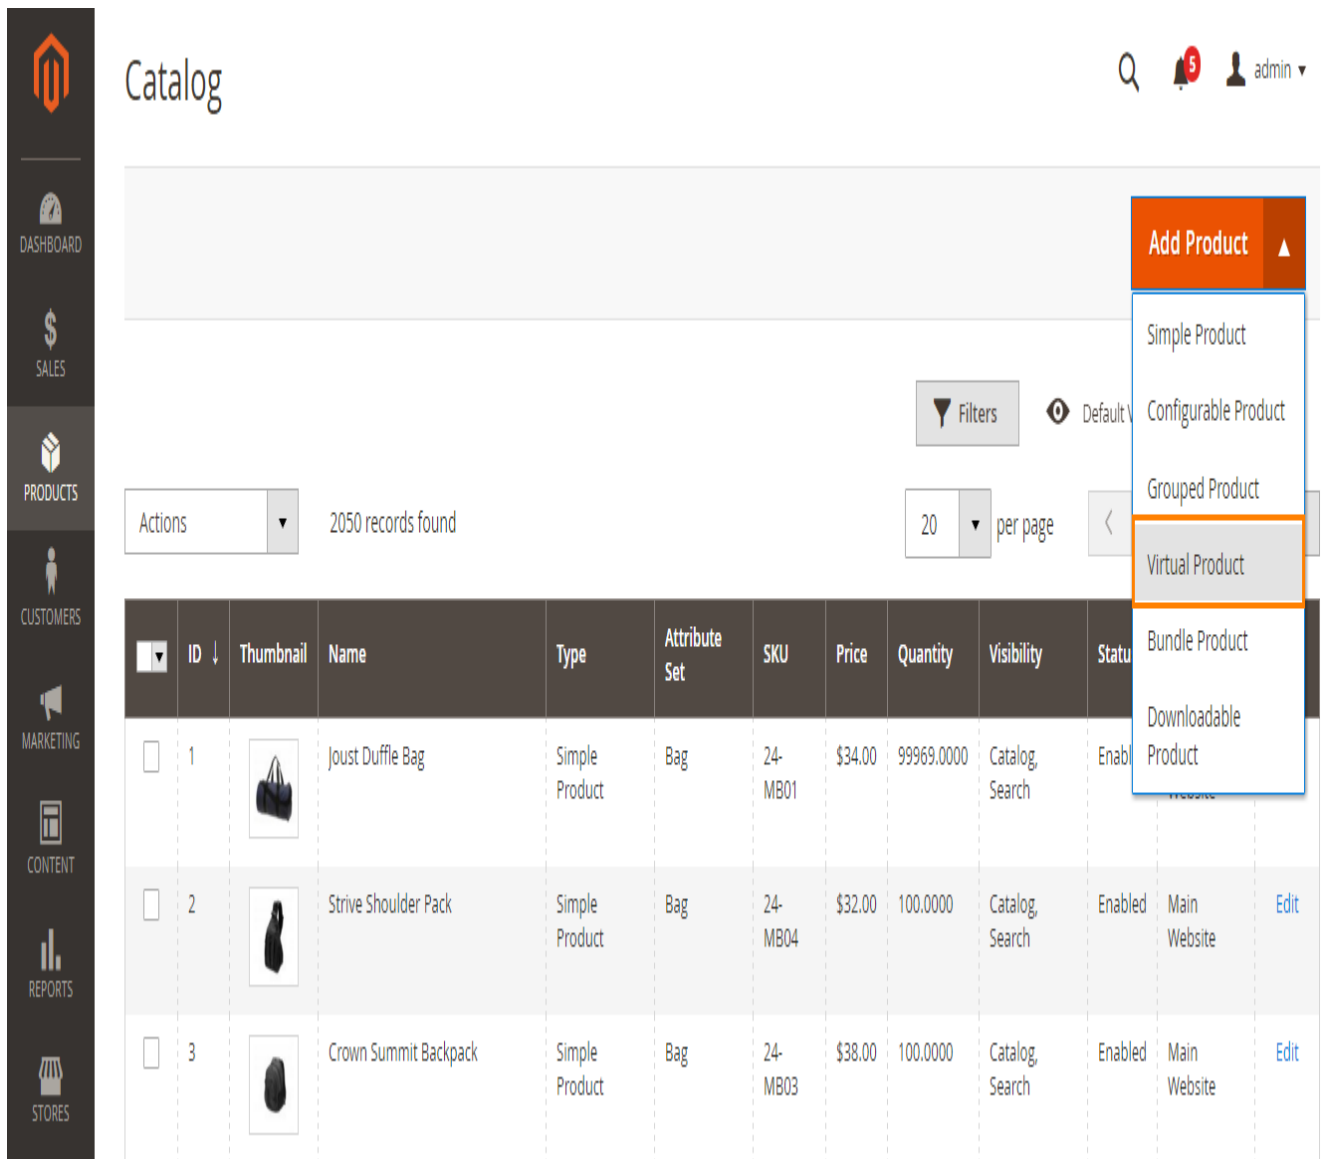 Catalog
5
admin
DASHBOARD
SALES
PRODUCTS
CUSTOMERS
MARKETING
CONTENT
REPORTS
STORES
Add Product
Simple Product
Configurable Product
Grouped Product
Virtual Product
Bundle Product
Downloadable
Product
Filters
Default
Actions
2050 records found
20
per page
ID Thumbnail Name Type Attribute Set SKU Price Quantity Visibility Statu
1 Joust Duffle Bag Simple Product Bag 24-MB01 $34.00 99969.0000 Catalog, Search Enabl
2 Strive Shoulder Pack Simple Product Bag 24-MB04 $32.00 100.0000 Catalog, Search Enabled Main Website Edit
3 Crown Summit Backpack Simple Product Bag 24-MB03 $38.00 100.0000 Catalog, Search Enabled Main Website Edit